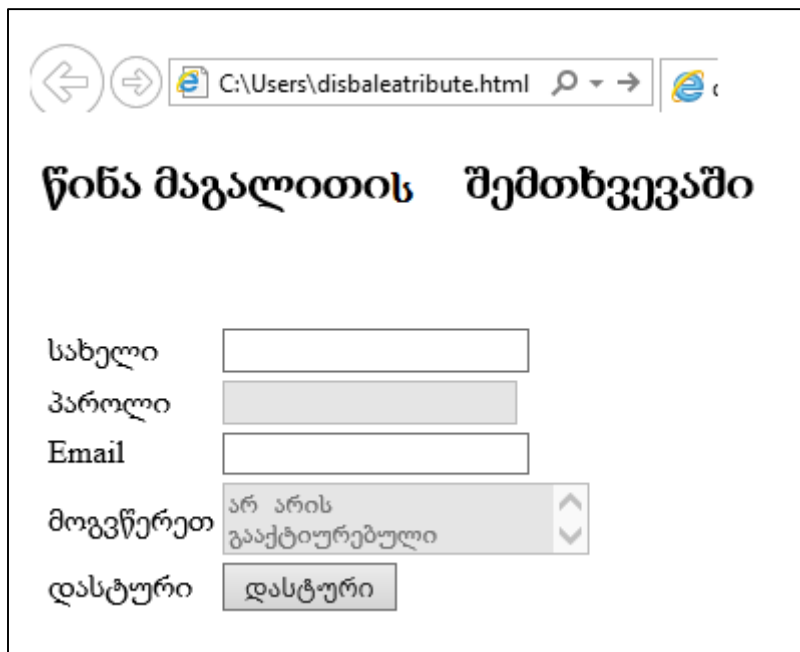 C:\Users\disbaleatribute.html
წინა მაგალითის შემთხვევაში
სახელი
პაროლი
Email
მოგვწერეთ
არ არის
გააქტიურებული
დასტური დასტური